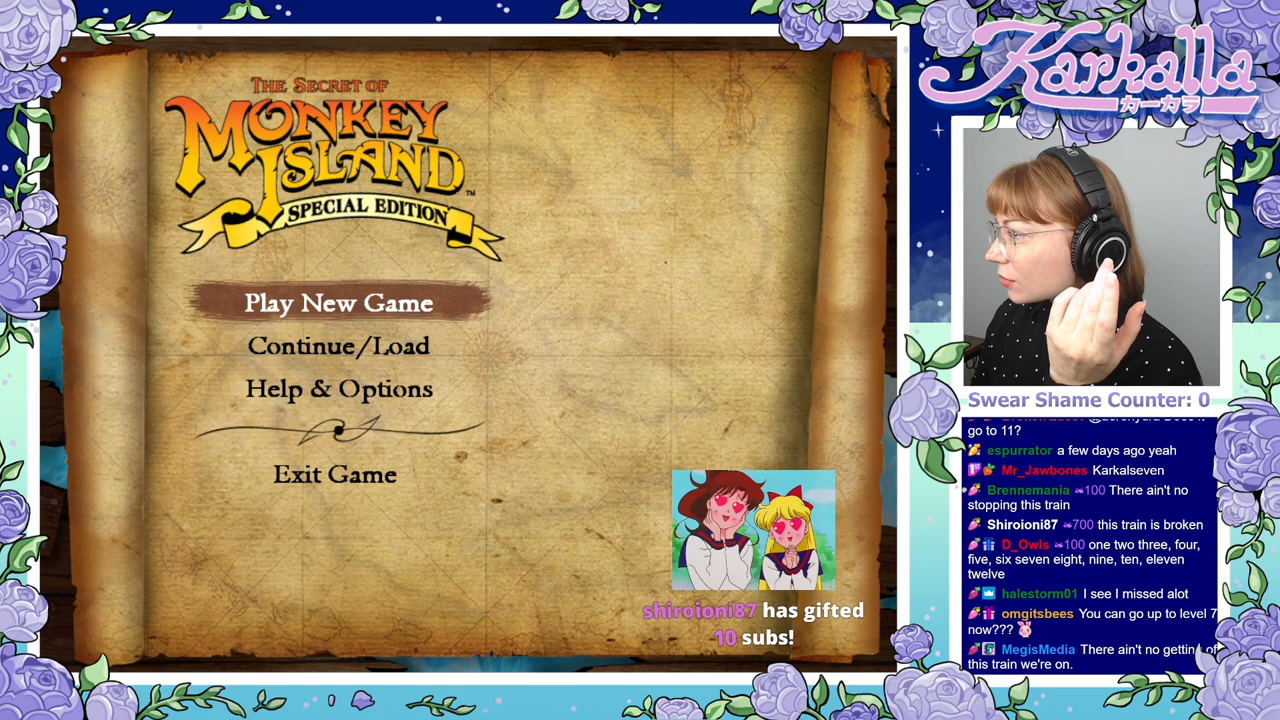 THE SECRET OF
MONKEY
ISLAND™
SPECIAL EDITION
Play New Game
Continue/Load
Help & Options
Exit Game
shiroioni87 has gifted
10 subs!
Karkalla
カーカラ
Swear Shame Counter: 0
go to 11?
espurrator a few days ago yeah
Mr_Jawbones Karkalseven
Brennemania 100 There ain't no
stopping this train
Shiroioni87 700 this train is broken
D_Owls 100 one two three, four,
five, six seven eight, nine, ten, eleven
twelve
halestorm01 I see I missed alot
omgitsbees You can go up to level 7
now???
MegisMedia There ain't no getting of
this train we're on.